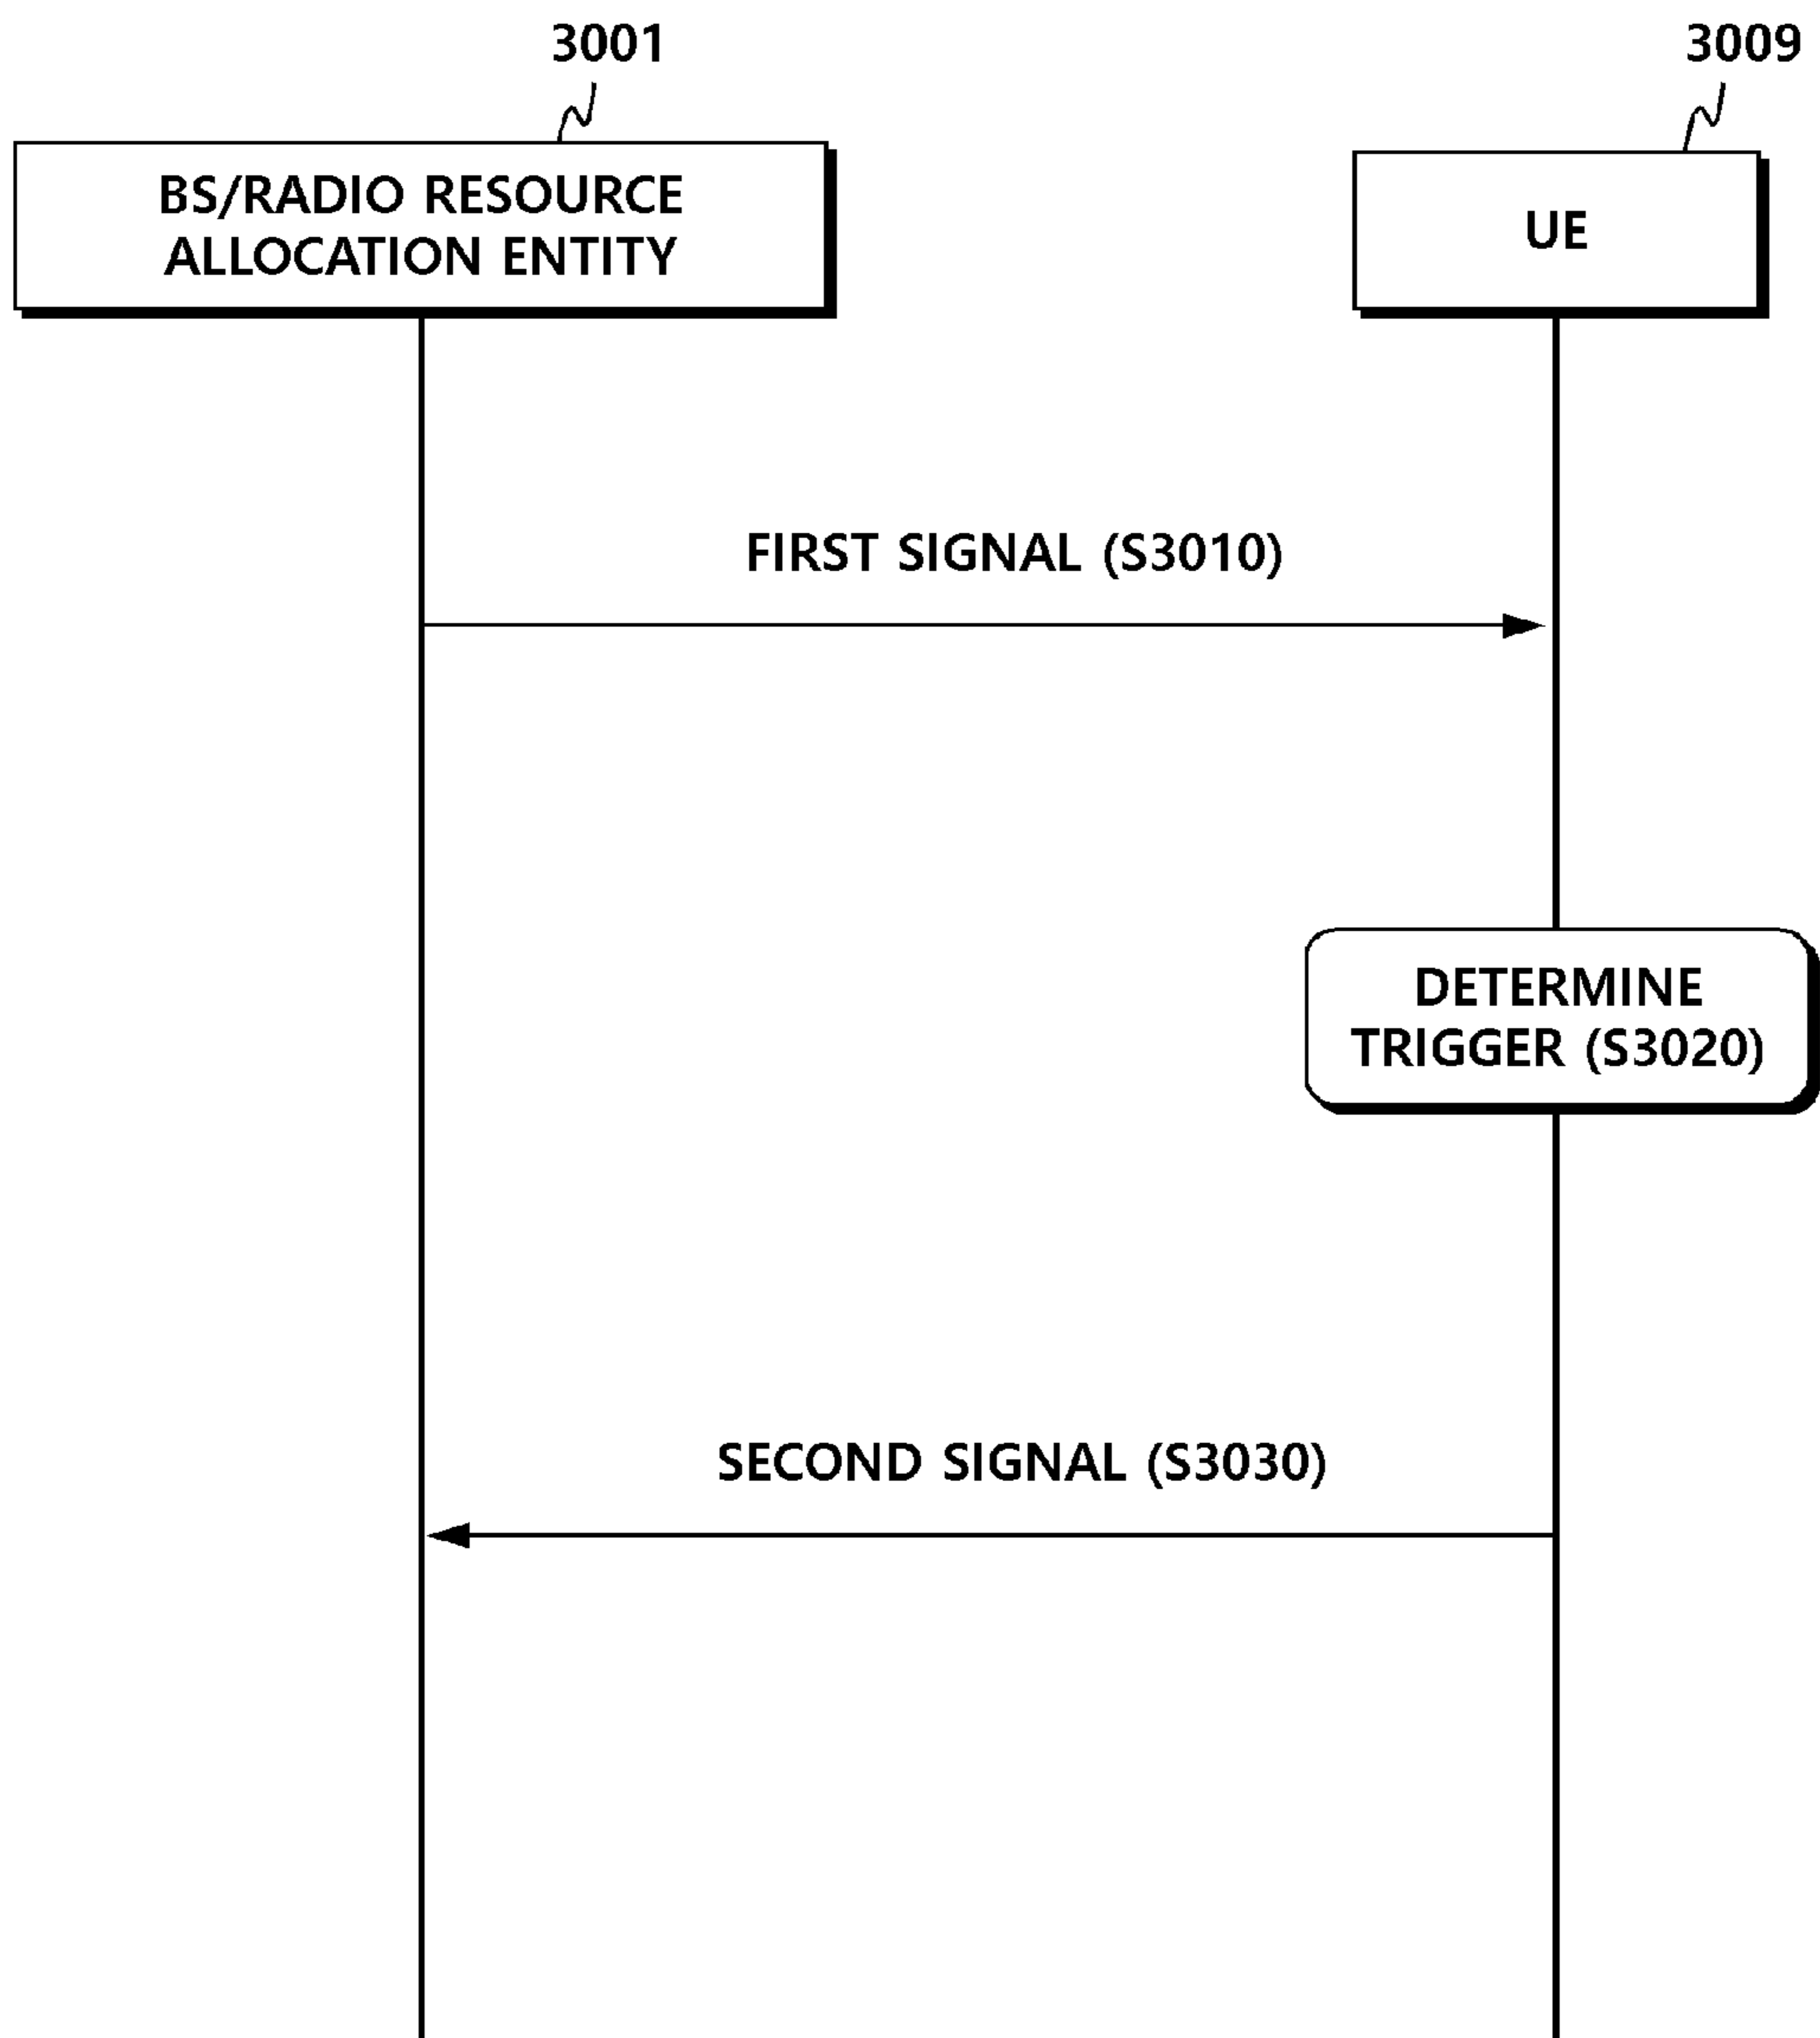 3001
3009
BS/RADIO RESOURCE
ALLOCATION ENTITY
UE
FIRST SIGNAL (S3010)
DETERMINE
TRIGGER (S3020)
SECOND SIGNAL (S3030)